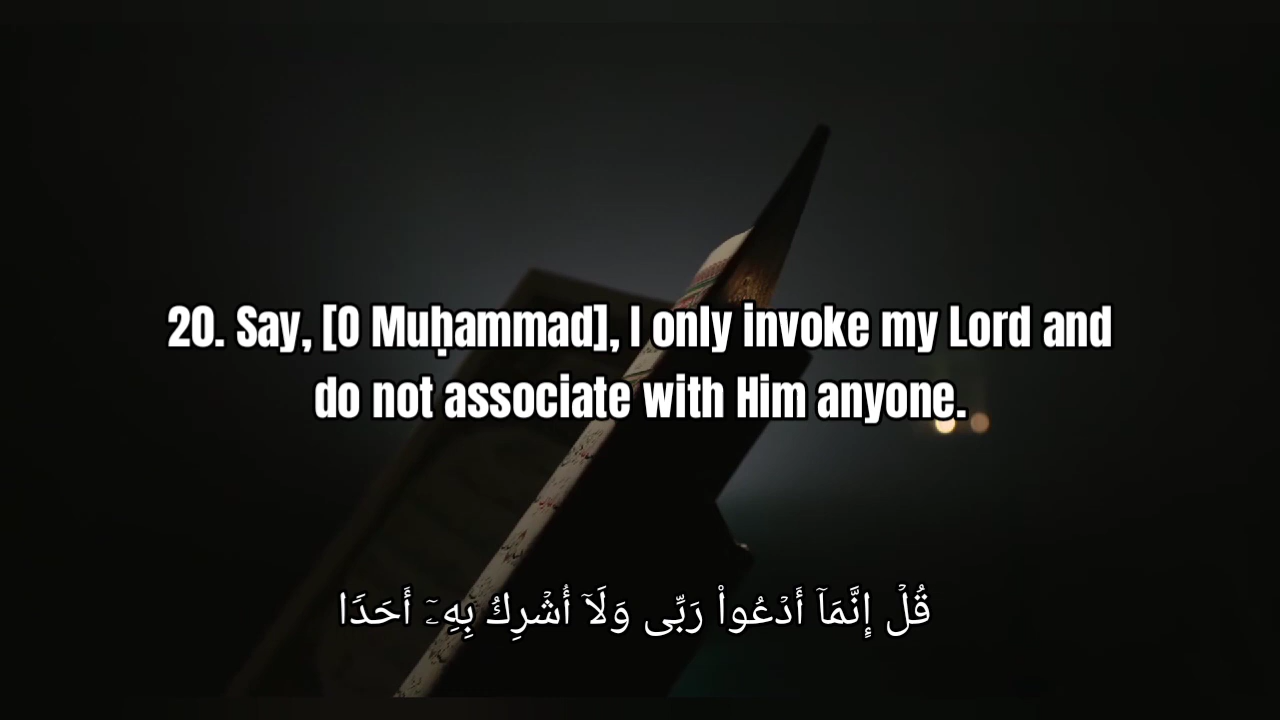 20. Say, [O Muḥammad], I only invoke my Lord and
do not associate with Him anyone.
قُلۡ إِنَّمَآ أَدۡعُواْ رَبِّى وَلَآ أُشۡرِكُ بِهِۦٓ أَحَدًا